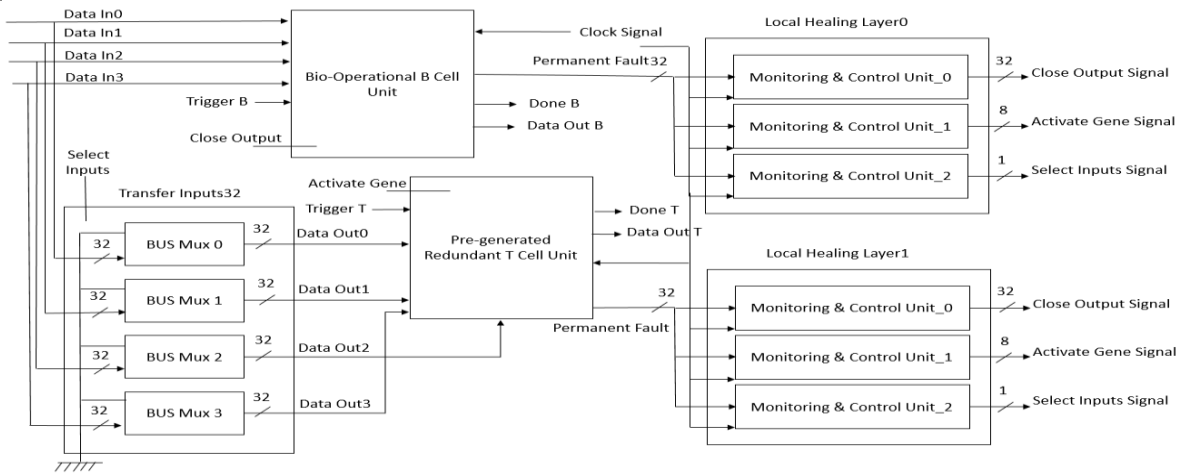 Data In0
Data In1
Data In2
Data In3
Trigger B
Close Output
Bio-Operational B Cell
Unit
Clock Signal
Permanent Fault
32
Done B
Data Out B
Local Healing Layer0
Monitoring & Control Unit_0
32
Close Output Signal
Monitoring & Control Unit_1
8
Activate Gene Signal
Monitoring & Control Unit_2
1
Select Inputs Signal
Select
Inputs
Transfer Inputs32
32
BUS Mux 0
32
Data Out0
32
BUS Mux 1
32
Data Out1
32
BUS Mux 2
32
Data Out2
32
BUS Mux 3
32
Data Out3
Activate Gene
Trigger T
Pre-generated
Redundant T Cell Unit
Done T
Data Out T
32
Permanent Fault
Local Healing Layer1
Monitoring & Control Unit_0
32
Close Output Signal
Monitoring & Control Unit_1
8
Activate Gene Signal
Monitoring & Control Unit_2
1
Select Inputs Signal